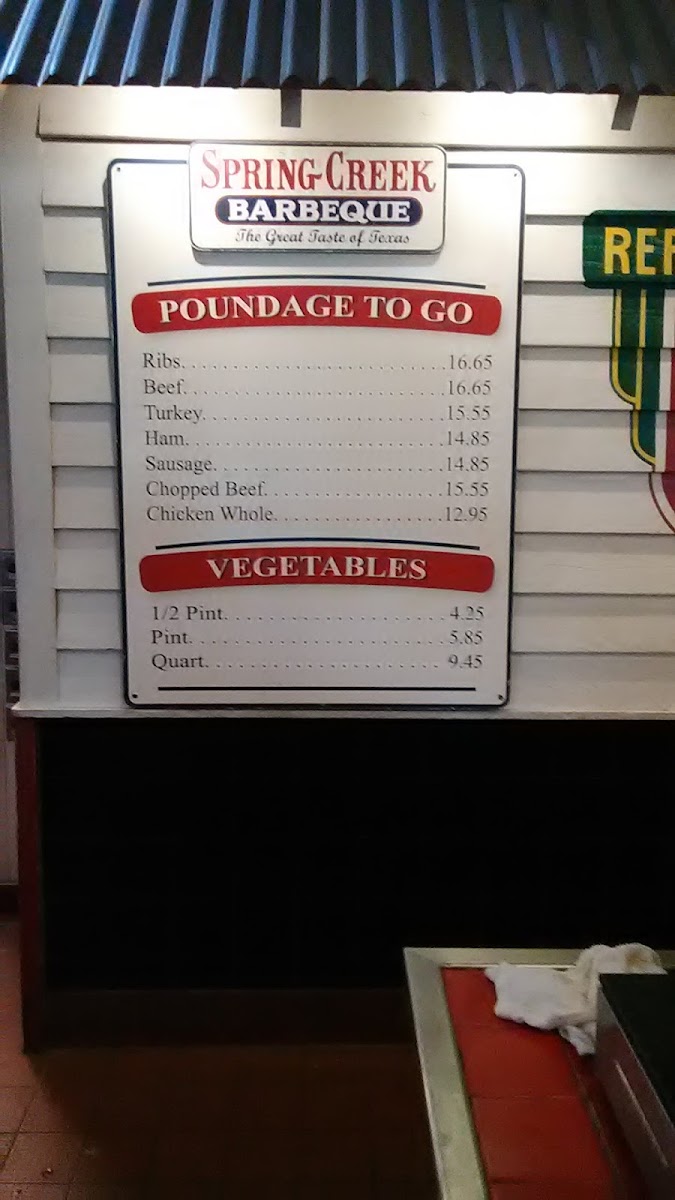 SPRING CREEK
BARBEQUE
The Great Taste of Texas
POUNDAGE TO GO
Ribs. . . . . . . . . . . . . . . . . . . . . . . . . .16.65
Beef. . . . . . . . . . . . . . . . . . . . . . . . . .16.65
Turkey. . . . . . . . . . . . . . . . . . . . . . . .15.55
Ham. . . . . . . . . . . . . . . . . . . . . . . . . .14.85
Sausage. . . . . . . . . . . . . . . . . . . . . . .14.85
Chopped Beef. . . . . . . . . . . . . . . . . .15.55
Chicken Whole. . . . . . . . . . . . . . . . .12.95
VEGETABLES
1/2 Pint. . . . . . . . . . . . . . . . . . . . . . 4.25
Pint. . . . . . . . . . . . . . . . . . . . . . . . . 5.85
Quart. . . . . . . . . . . . . . . . . . . . . . . 9.45